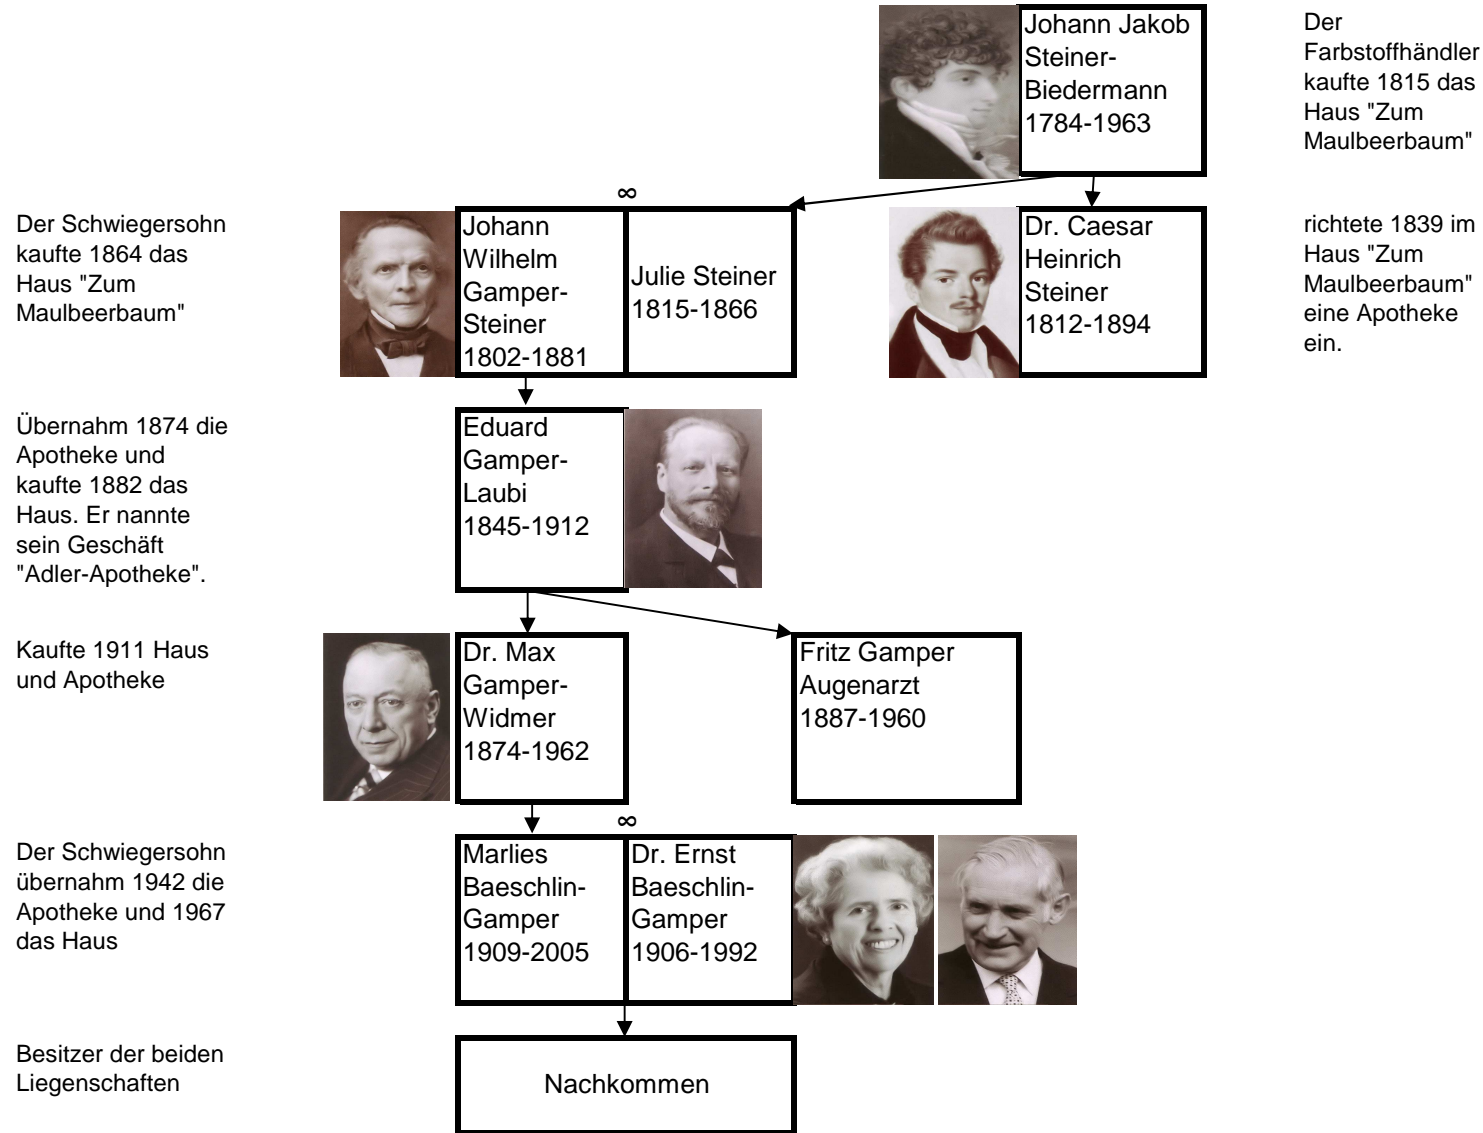 Johann Jakob
Steiner-
Biedermann
1784-1963
Der
Farbstoffhändler
kaufte 1815 das
Haus "Zum
Maulbeerbaum"
Der Schwiegersohn
kaufte 1864 das
Haus "Zum
Maulbeerbaum"
∞
Johann
Wilhelm
Gamper-
Steiner
1802-1881
Julie Steiner
1815-1866
Dr. Caesar
Heinrich
Steiner
1812-1894
richtete 1839 im
Haus "Zum
Maulbeerbaum"
eine Apotheke
ein.
Übernahm 1874 die
Apotheke und
kaufte 1882 das
Haus. Er nannte
sein Geschäft
"Adler-Apotheke".
Eduard
Gamper-
Laubi
1845-1912
Kaufte 1911 Haus
und Apotheke
Dr. Max
Gamper-
Widmer
1874-1962
Fritz Gamper
Augenarzt
1887-1960
Der Schwiegersohn
übernahm 1942 die
Apotheke und 1967
das Haus
∞
Marlies
Baeschlin-
Gamper
1909-2005
Dr. Ernst
Baeschlin-
Gamper
1906-1992
Besitzer der beiden
Liegenschaften
Nachkommen